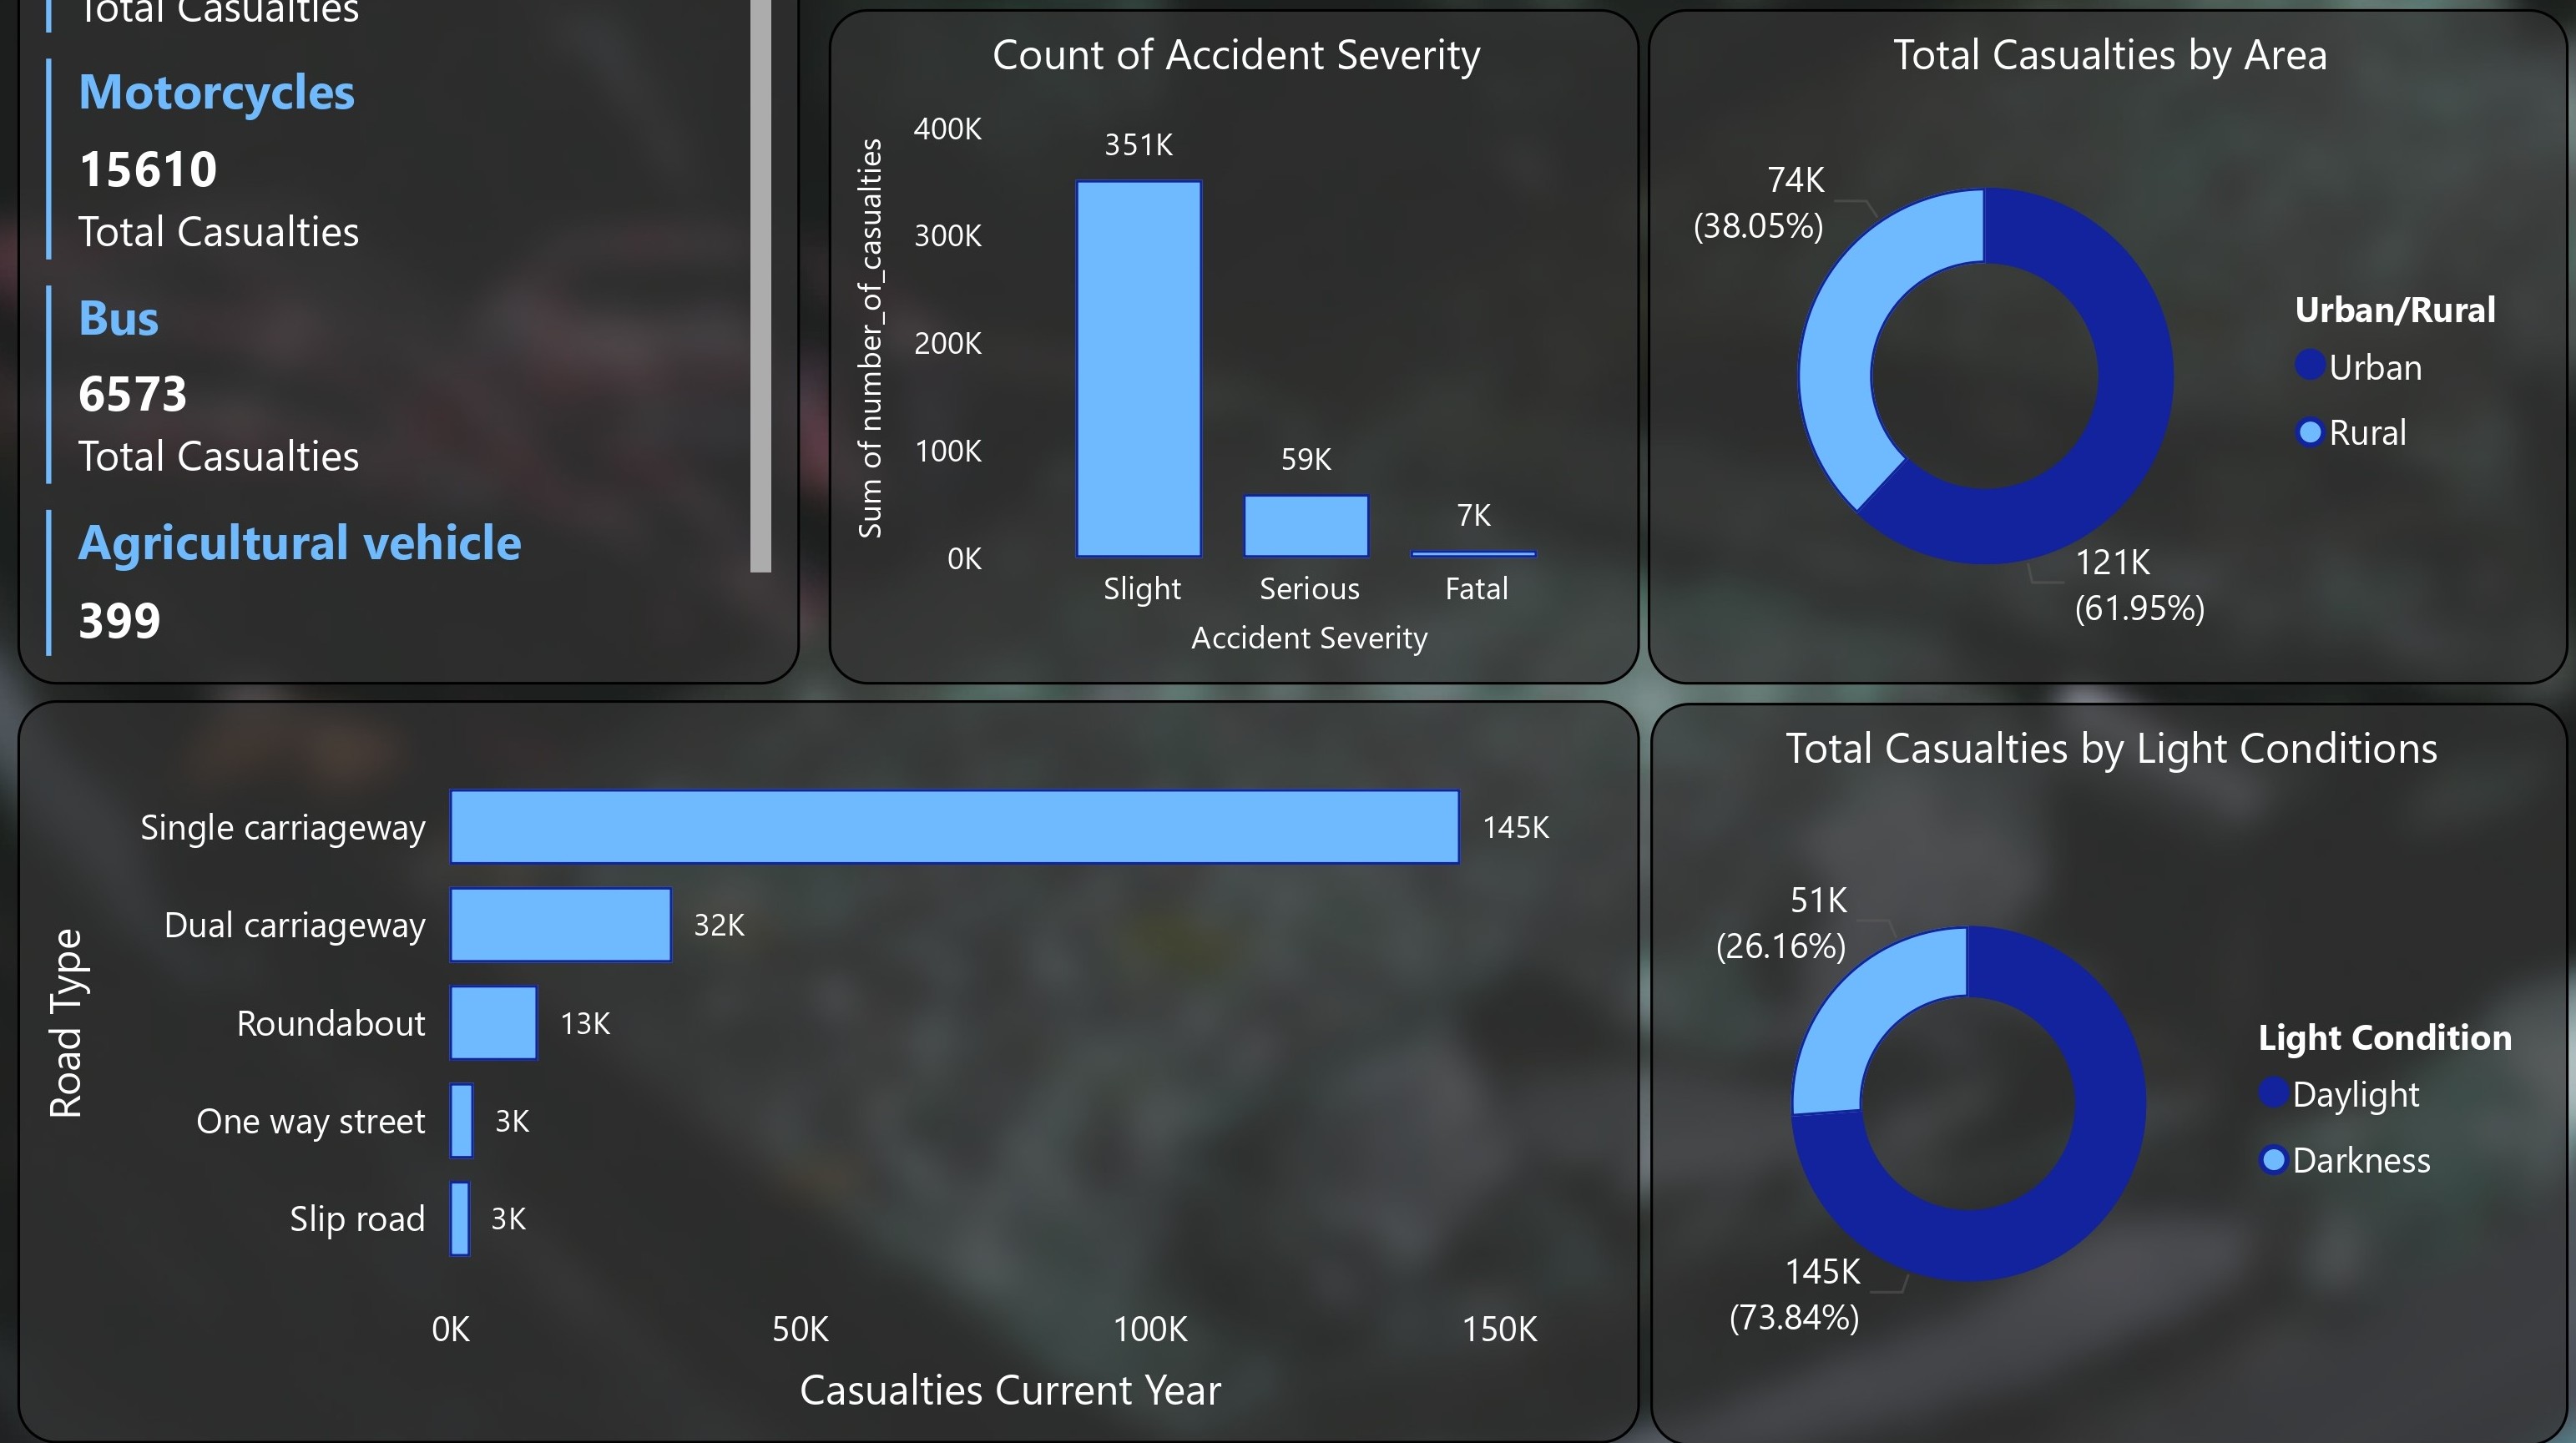 Total Casualties
Motorcycles
15610
Total Casualties
Bus
6573
Total Casualties
Agricultural vehicle
399
Count of Accident Severity
Sum of number_of_casualties
400K
300K
200K
100K
0K
351K
59K
7K
Slight
Serious
Fatal
Accident Severity
Total Casualties by Area
74K
(38.05%)
121K
(61.95%)
Urban/Rural
Urban
Rural
Road Type
Single carriageway
145K
Dual carriageway
32K
Roundabout
13K
One way street
3K
Slip road
3K
0K
50K
100K
150K
Casualties Current Year
Total Casualties by Light Conditions
51K
(26.16%)
145K
(73.84%)
Light Condition
Daylight
Darkness